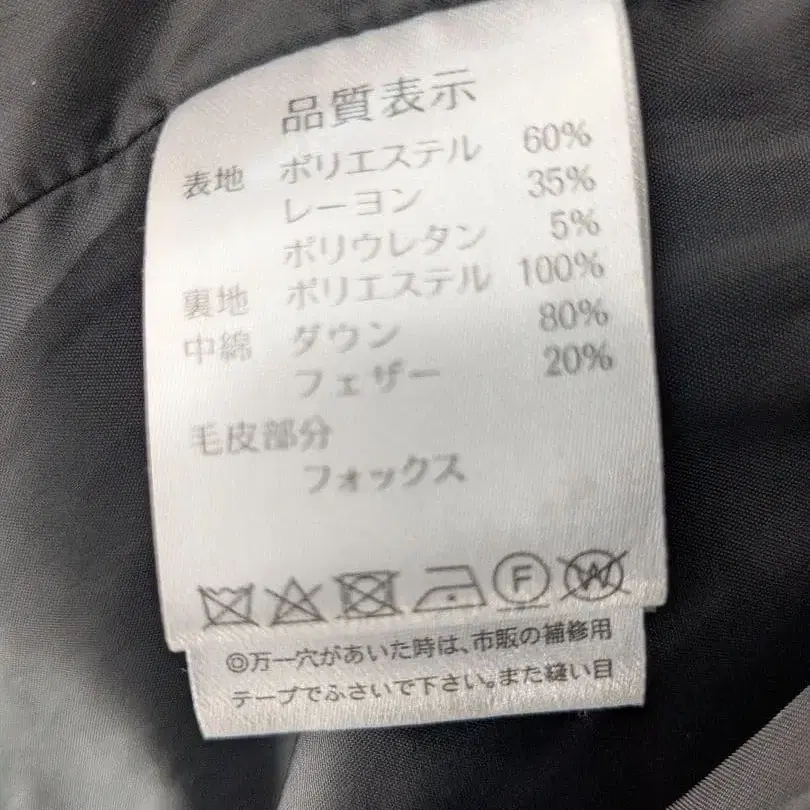 品質表示
表地 ポリエステル 60%
レーヨン 35%
ポリウレタン 5%
裏地 ポリエステル 100%
中綿 ダウン 80%
フェザー 20%
毛皮部分
フォックス
F W
◎万一穴があいた時は、市販の補修用
テープでふさいで下さい。また縫い目